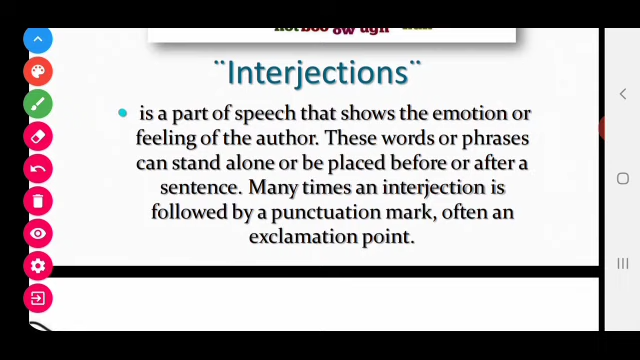 ¨Interjections¨
is a part of speech that shows the emotion or
feeling of the author. These words or phrases
can stand alone or be placed before or after a
sentence. Many times an interjection is
followed by a punctuation mark, often an
exclamation point.